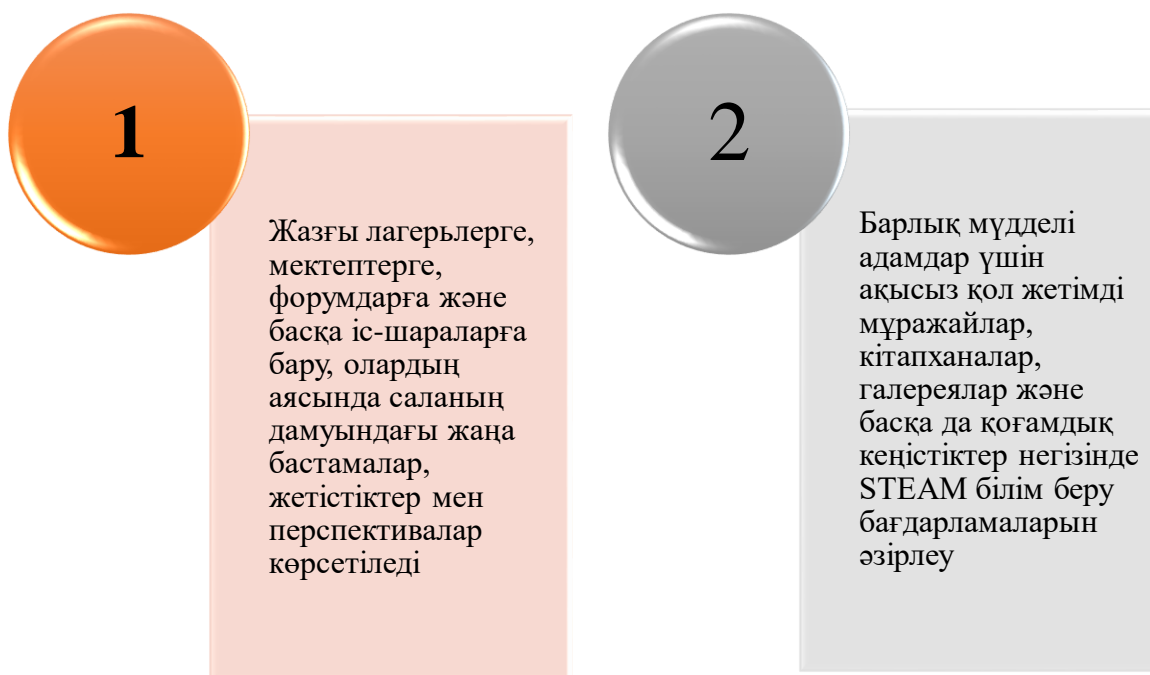 1
Жазғы лагерьлерге,
мектептерге,
форумдарға және
басқа іс-шараларға
бару, олардың
аясында саланың
дамуындағы жаңа
бастамалар,
жетістіктер мен
перспективалар
көрсетіледі
2
Барлық мүдделі
адамдар үшін
ақысыз қол жетімді
мұражайлар,
кітапханалар,
галереялар және
басқа да қоғамдық
кеңістіктер негізінде
STEAM білім беру
бағдарламаларын
әзірлеу